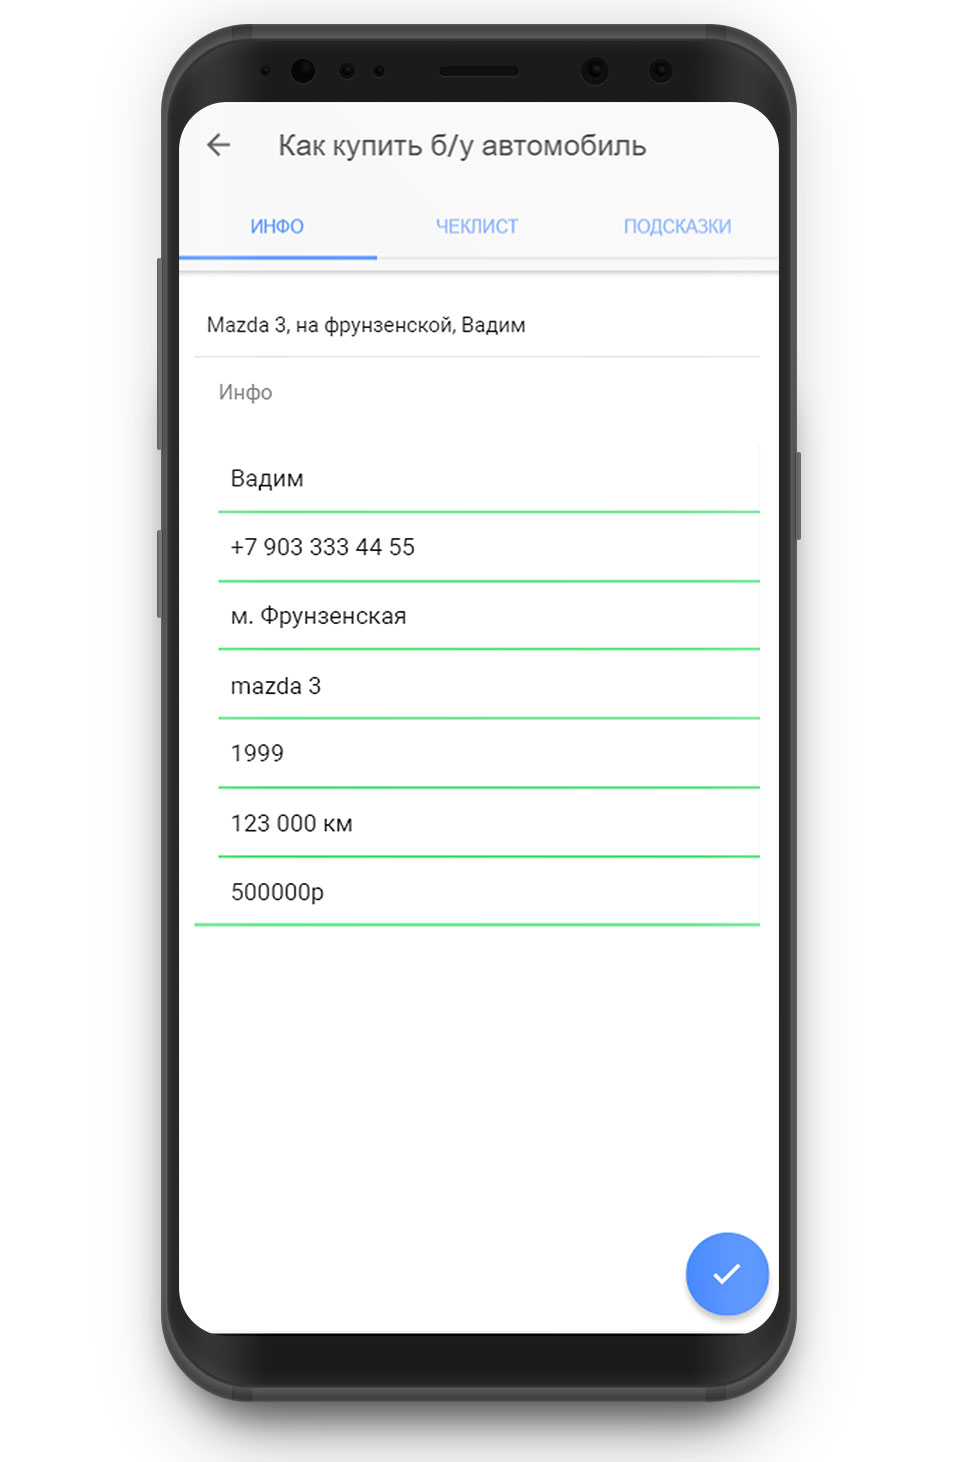 Как купить б/у автомобиль
ИНФО ЧЕКЛИСТ ПОДСКАЗКИ
Mazda 3, на фрунзенской, Вадим
Инфо
Вадим
+7 903 333 44 55
м. Фрунзенская
mazda 3
1999
123 000 км
500000р